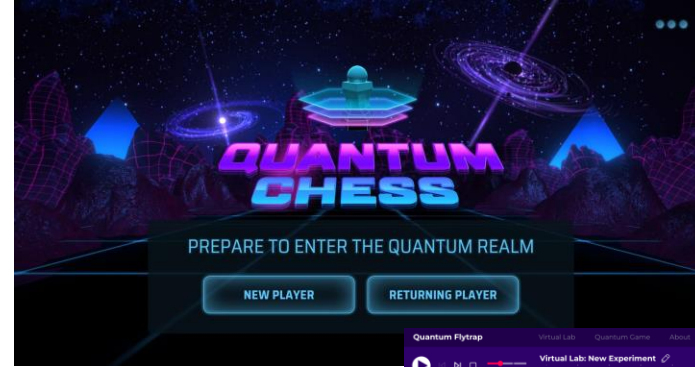 QUANTUM
CHESS
PREPARE TO ENTER THE QUANTUM REALM
NEW PLAYER
RETURNING PLAYER
Quantum Flytrap
Virtual Lab
Quantum Game
About
Virtual Lab: New Experiment